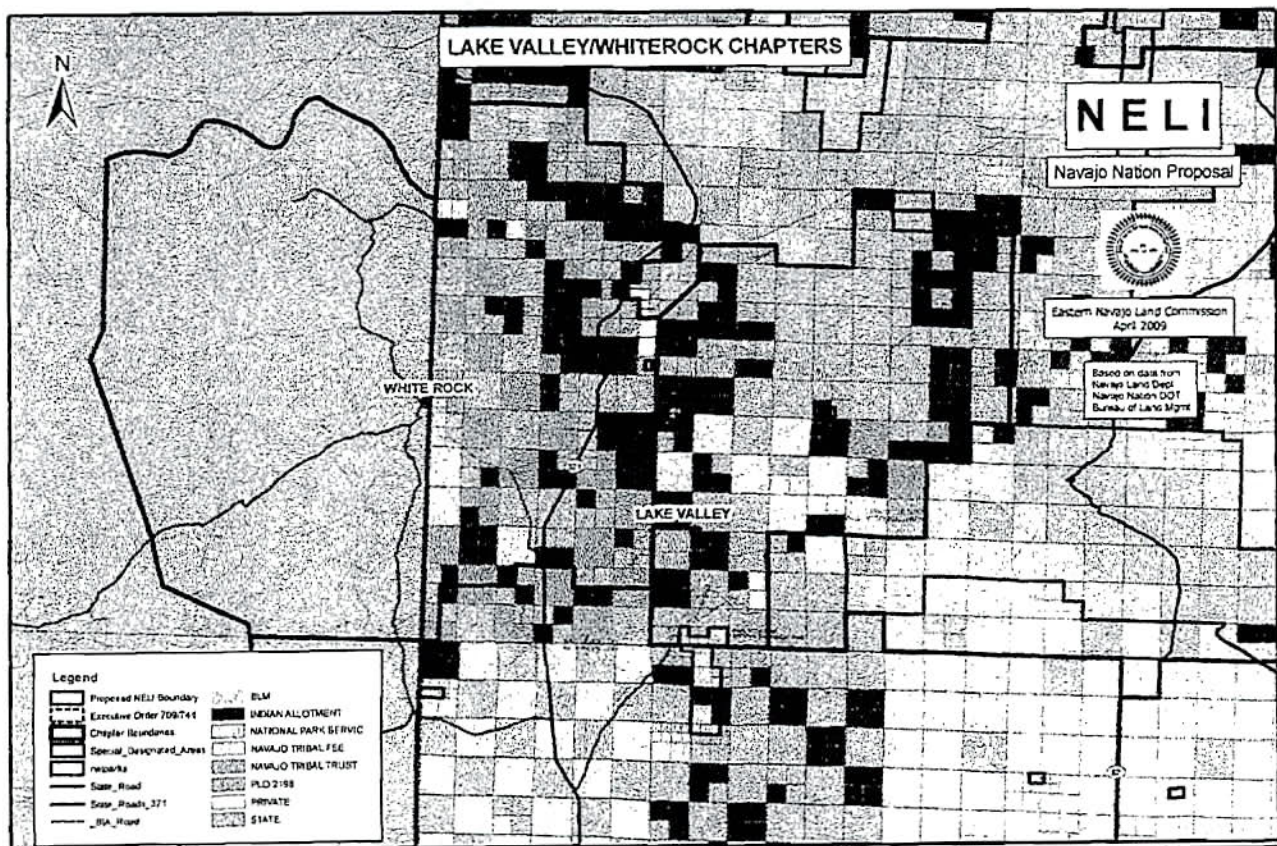 LAKE VALLEY/WHITEROCK CHAPTERS
N
NELI
Navajo Nation Proposal
Eastern Navajo Land Commission
April 2009
Based on data from
Navajo Land Dept
Navajo Nation DOT
Bureau of Land Mgmt
WHITE ROCK
LAKE VALLEY
Legend
Proposed NELI Boundary
Executive Order 709/744
Chapter Boundaries
Special_Designated_Areas
netparks
State_Road
State_Roads_371
_BIA_Road
BLM
INDIAN ALLOTMENT
NATIONAL PARK SERVIC
NAVAJO TRIBAL FEE
NAVAJO TRIBAL TRUST
PLO 2198
PRIVATE
STATE